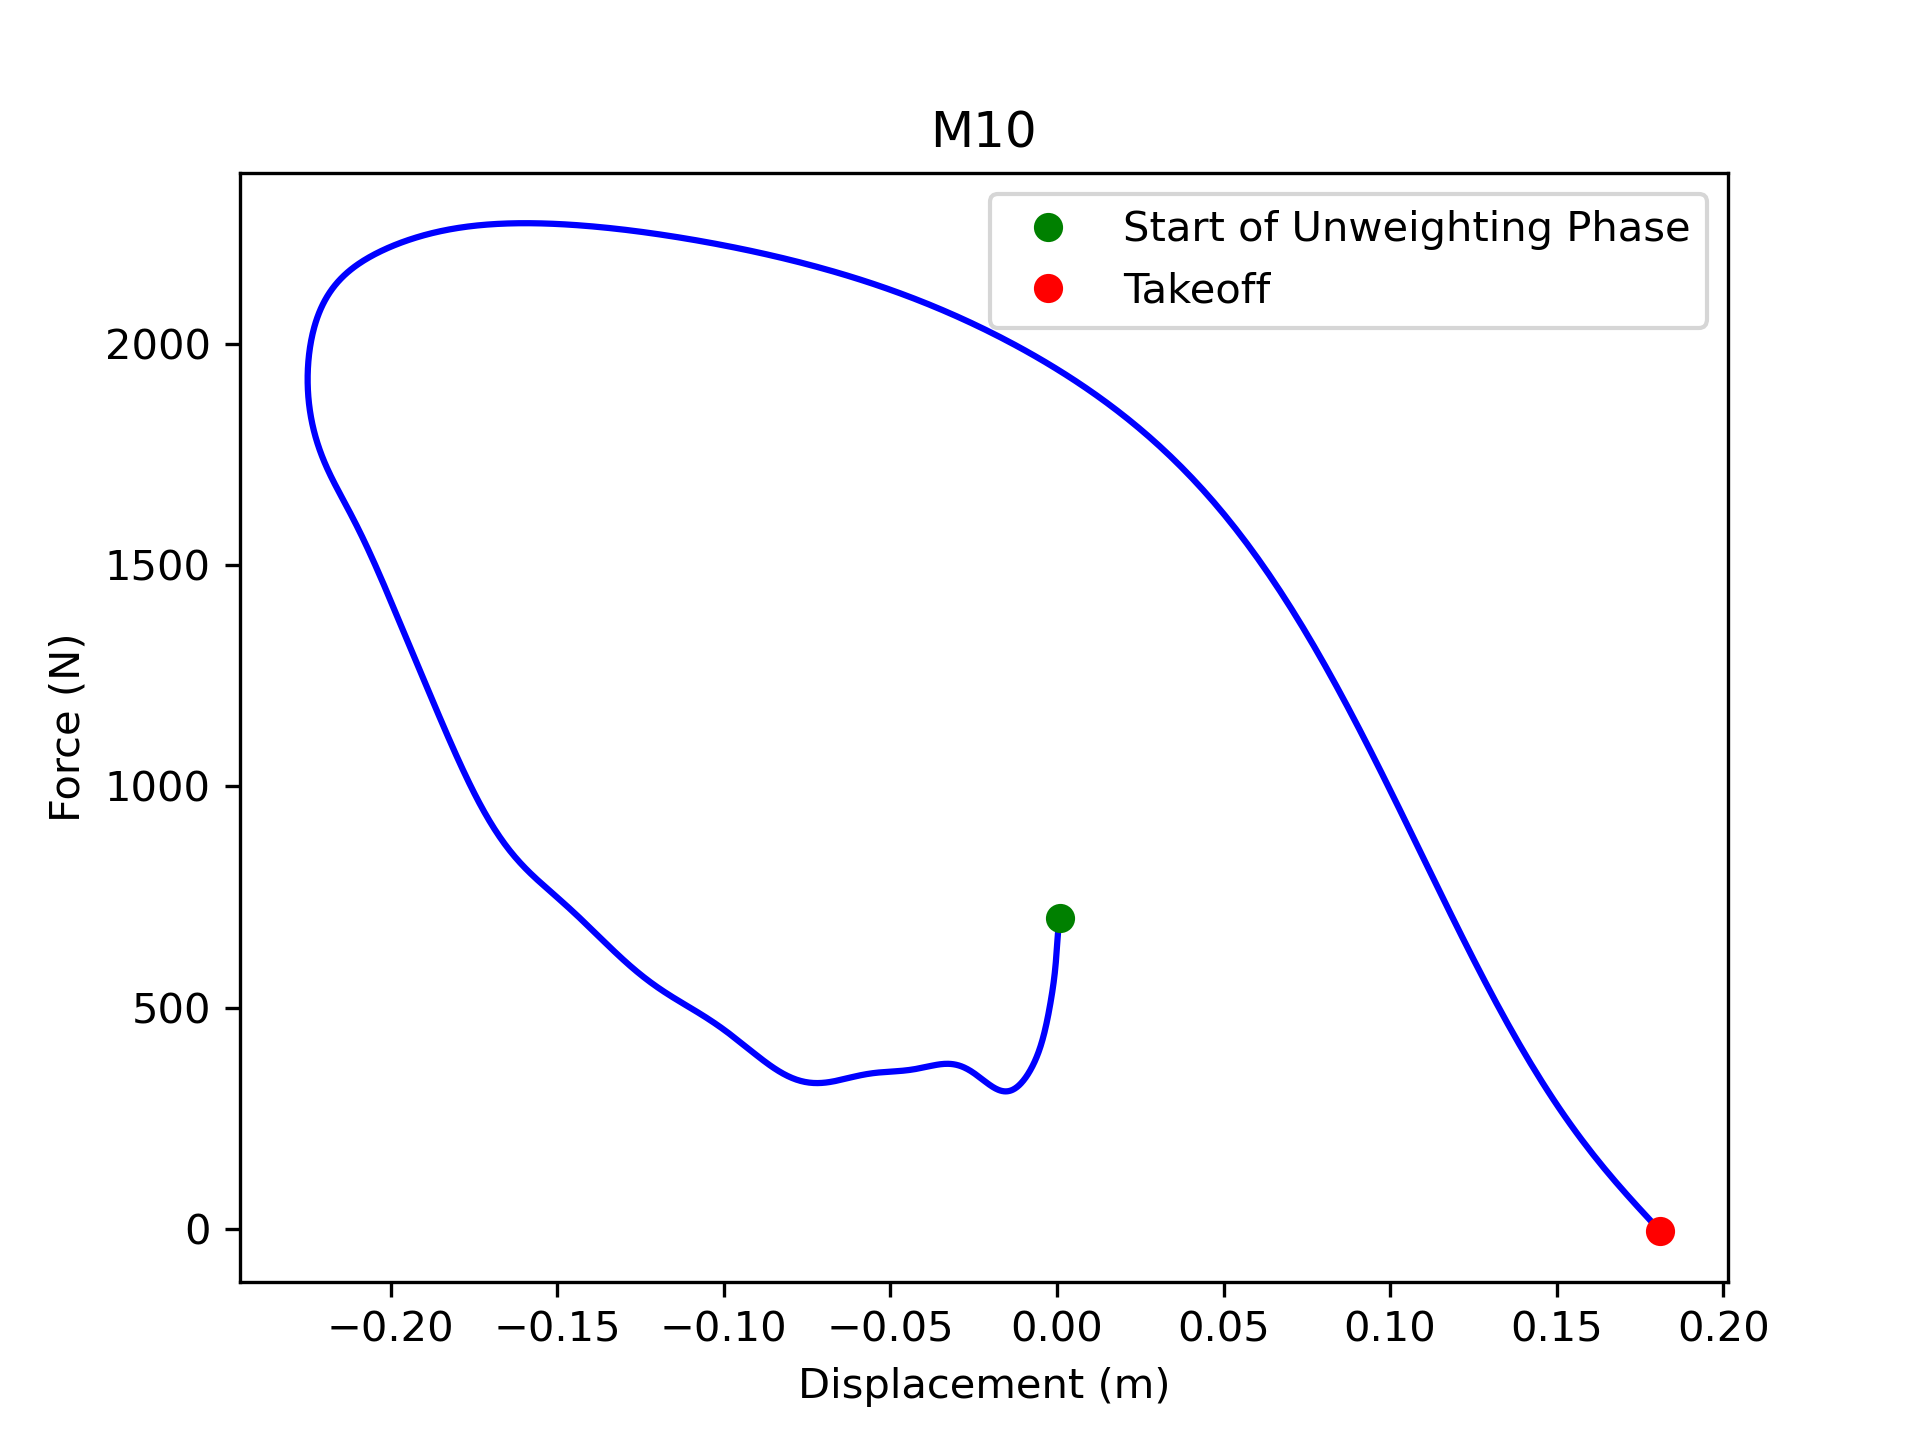 M10
Start of Unweighting Phase
Takeoff
2000
1500
1000
500
0
Force (N)
−0.20 −0.15 −0.10 −0.05 0.00 0.05 0.10 0.15 0.20
Displacement (m)